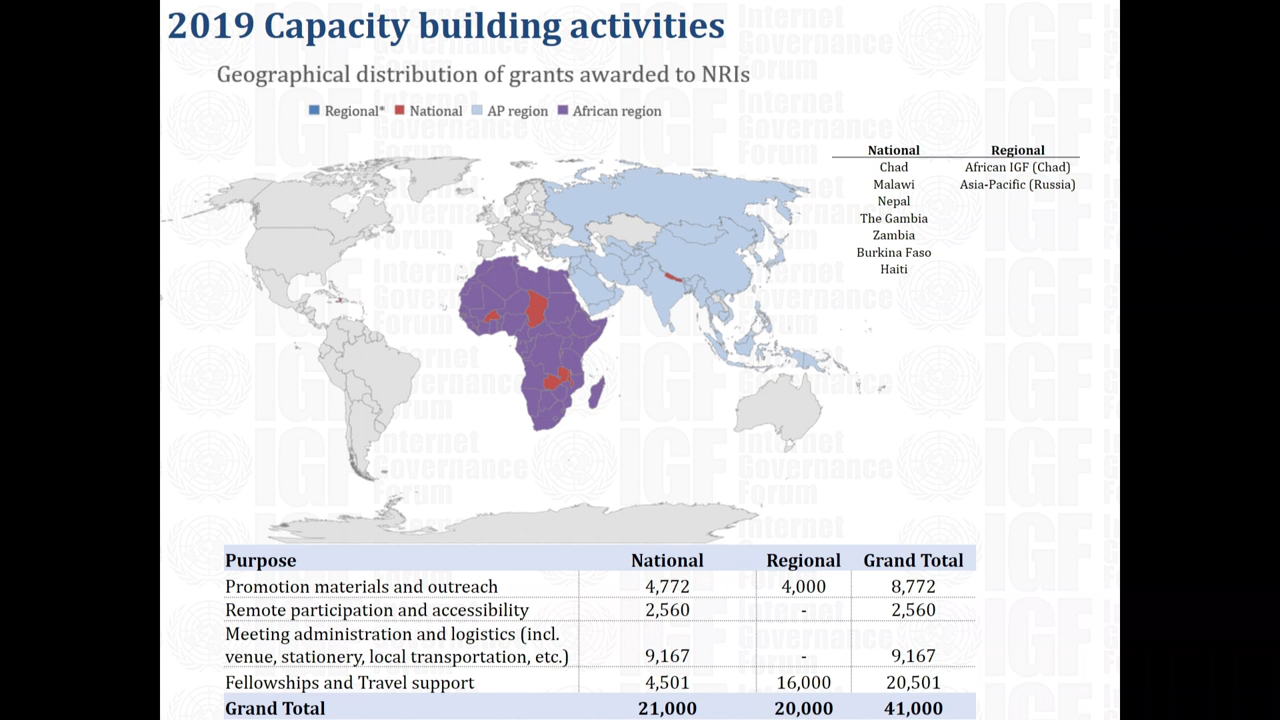 2019 Capacity building activities
Geographical distribution of grants awarded to NRIs
Regional* National AP region African region
National Regional
Chad African IGF (Chad)
Malawi Asia-Pacific (Russia)
Nepal
The Gambia
Zambia
Burkina Faso
Haiti
Purpose National Regional Grand Total
Promotion materials and outreach 4,772 4,000 8,772
Remote participation and accessibility 2,560 - 2,560
Meeting administration and logistics (incl.
venue, stationery, local transportation, etc.) 9,167 - 9,167
Fellowships and Travel support 4,501 16,000 20,501
Grand Total 21,000 20,000 41,000
IGF Internet Governance Forum